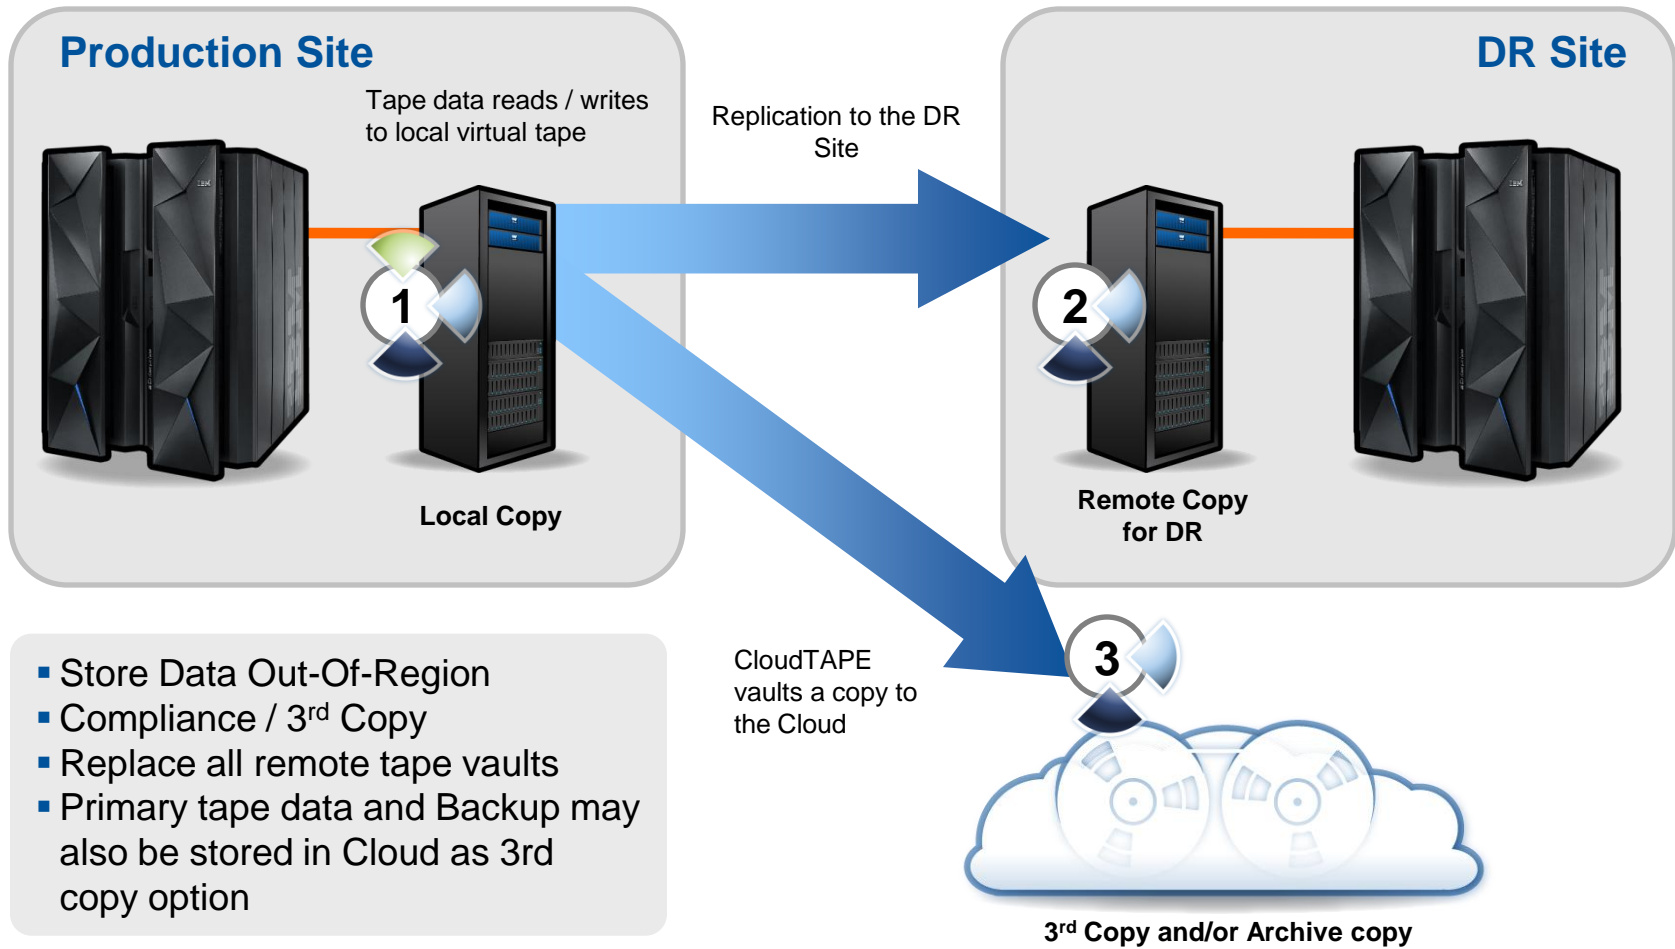 Production Site
DR Site
Tape data reads / writes
to local virtual tape
Replication to the DR
Site
IBM
IBM
1
2
Local Copy
Remote Copy
for DR
3
CloudTAPE
vaults a copy to
the Cloud
▪ Store Data Out-Of-Region
▪ Compliance / 3rd Copy
▪ Replace all remote tape vaults
▪ Primary tape data and Backup may
also be stored in Cloud as 3rd
copy option
3rd Copy and/or Archive copy